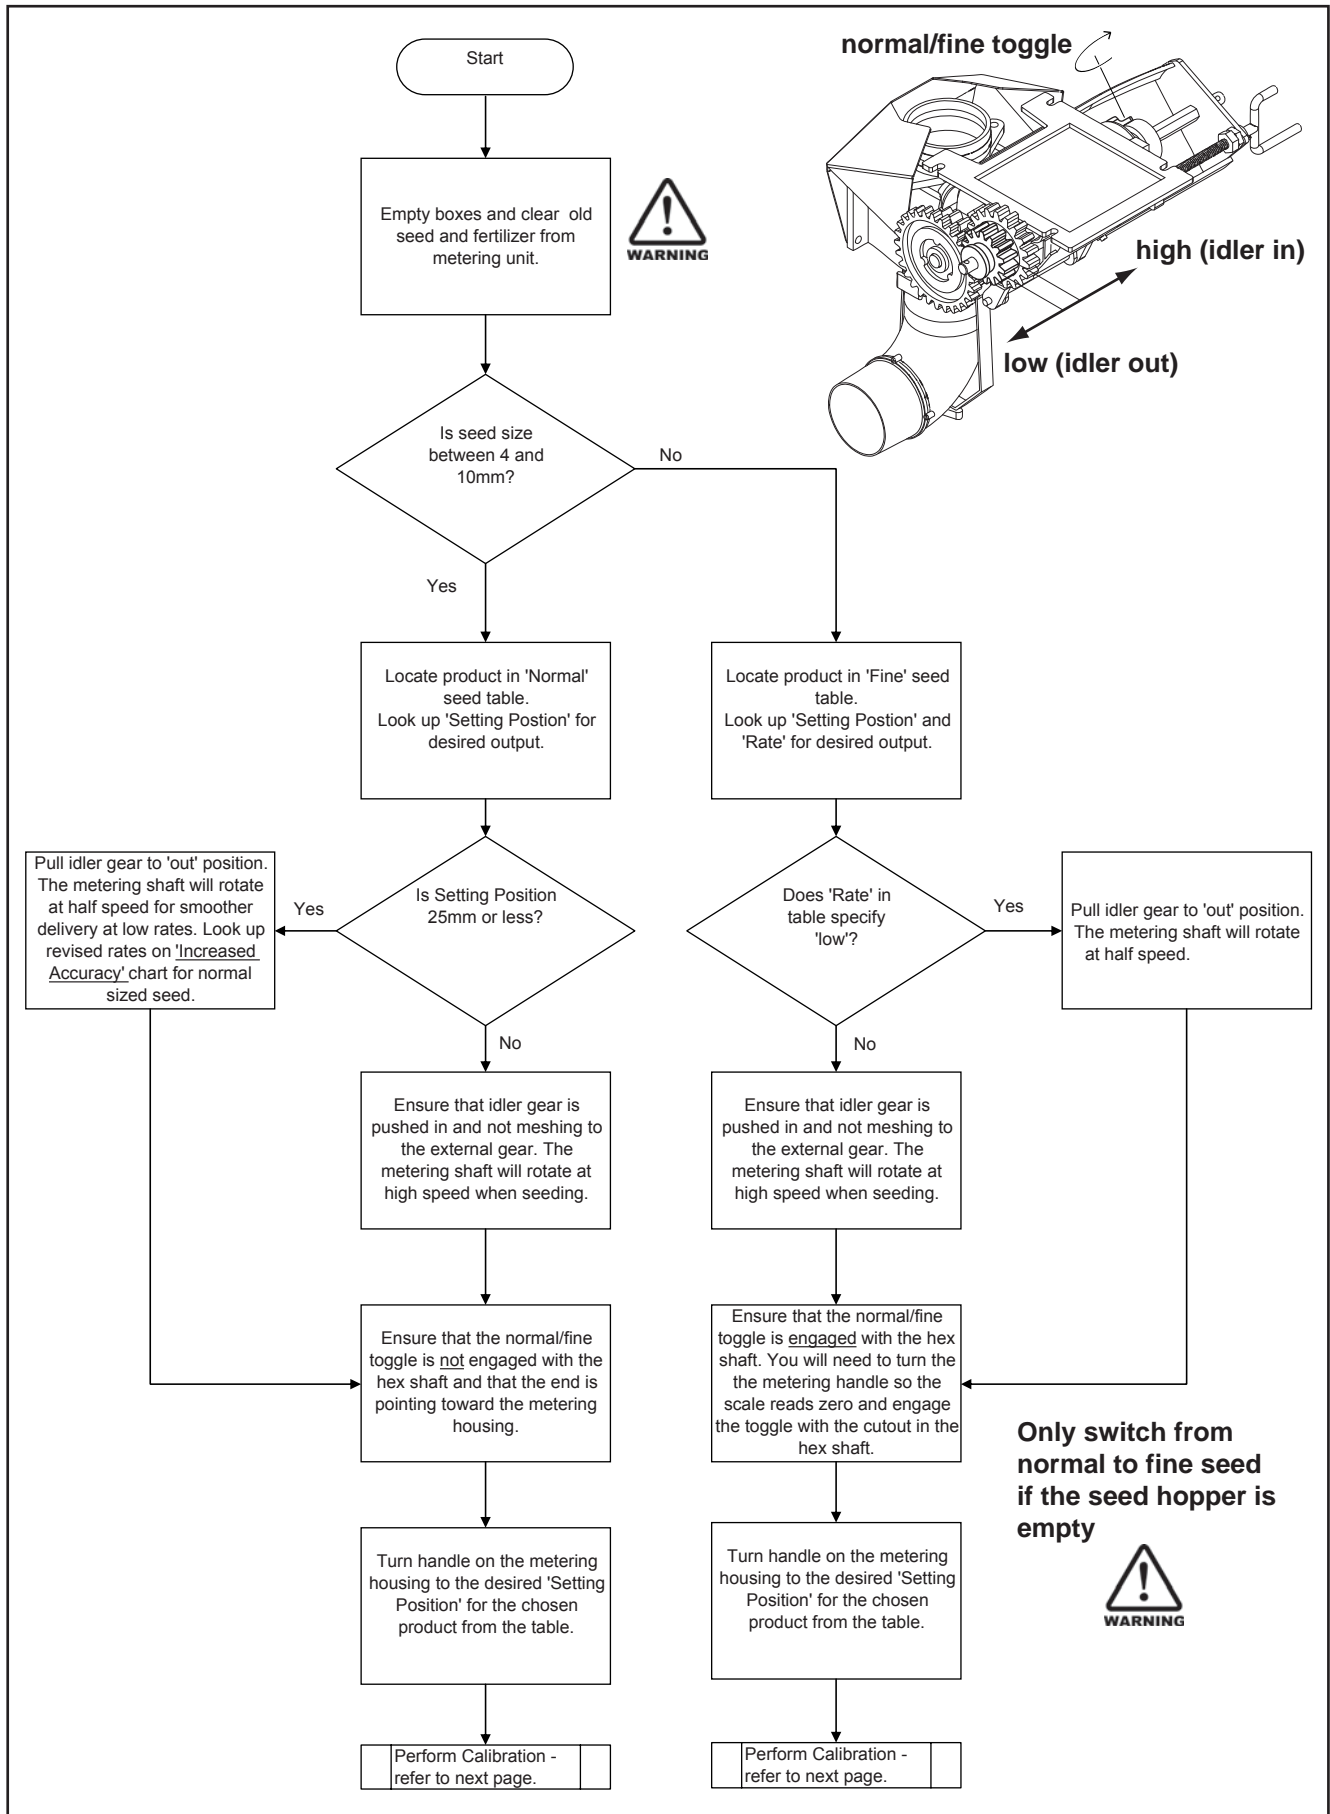 Start
normal/fine toggle
high (idler in)
low (idler out)
Empty boxes and clear old
seed and fertilizer from
metering unit.
WARNING
Is seed size
between 4 and
10mm?
No
Yes
Locate product in 'Normal'
seed table.
Look up 'Setting Postion' for
desired output.
Locate product in 'Fine' seed
table.
Look up 'Setting Postion' and
'Rate' for desired output.
Pull idler gear to 'out' position.
The metering shaft will rotate
at half speed for smoother
delivery at low rates. Look up
revised rates on 'Increased
Accuracy' chart for normal
sized seed.
Yes
Is Setting Position
25mm or less?
No
Does 'Rate' in
table specify
'low'?
Yes
No
Pull idler gear to 'out' position.
The metering shaft will rotate
at half speed.
Ensure that idler gear is
pushed in and not meshing to
the external gear. The
metering shaft will rotate at
high speed when seeding.
Ensure that idler gear is
pushed in and not meshing to
the external gear. The
metering shaft will rotate at
high speed when seeding.
Ensure that the normal/fine
toggle is not engaged with the
hex shaft and that the end is
pointing toward the metering
housing.
Ensure that the normal/fine
toggle is engaged with the hex
shaft. You will need to turn the
the metering handle so the
scale reads zero and engage
the toggle with the cutout in the
hex shaft.
Only switch from
normal to fine seed
if the seed hopper is
empty
WARNING
Turn handle on the metering
housing to the desired 'Setting
Position' for the chosen
product from the table.
Turn handle on the metering
housing to the desired 'Setting
Position' for the chosen
product from the table.
Perform Calibration -
refer to next page.
Perform Calibration -
refer to next page.